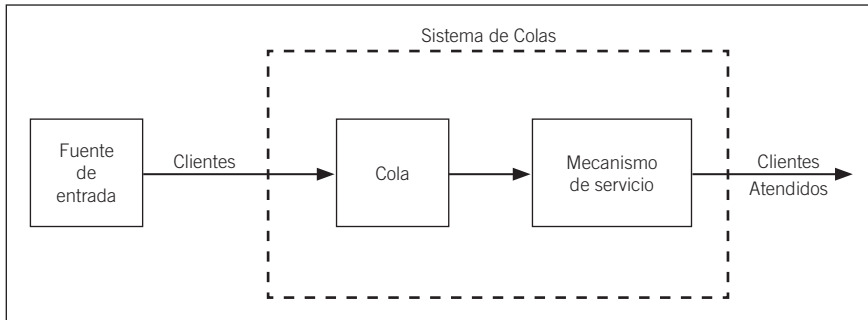 Sistema de Colas
Fuente
de
entrada
Clientes
Cola
Mecanismo
de servicio
Clientes
Atendidos